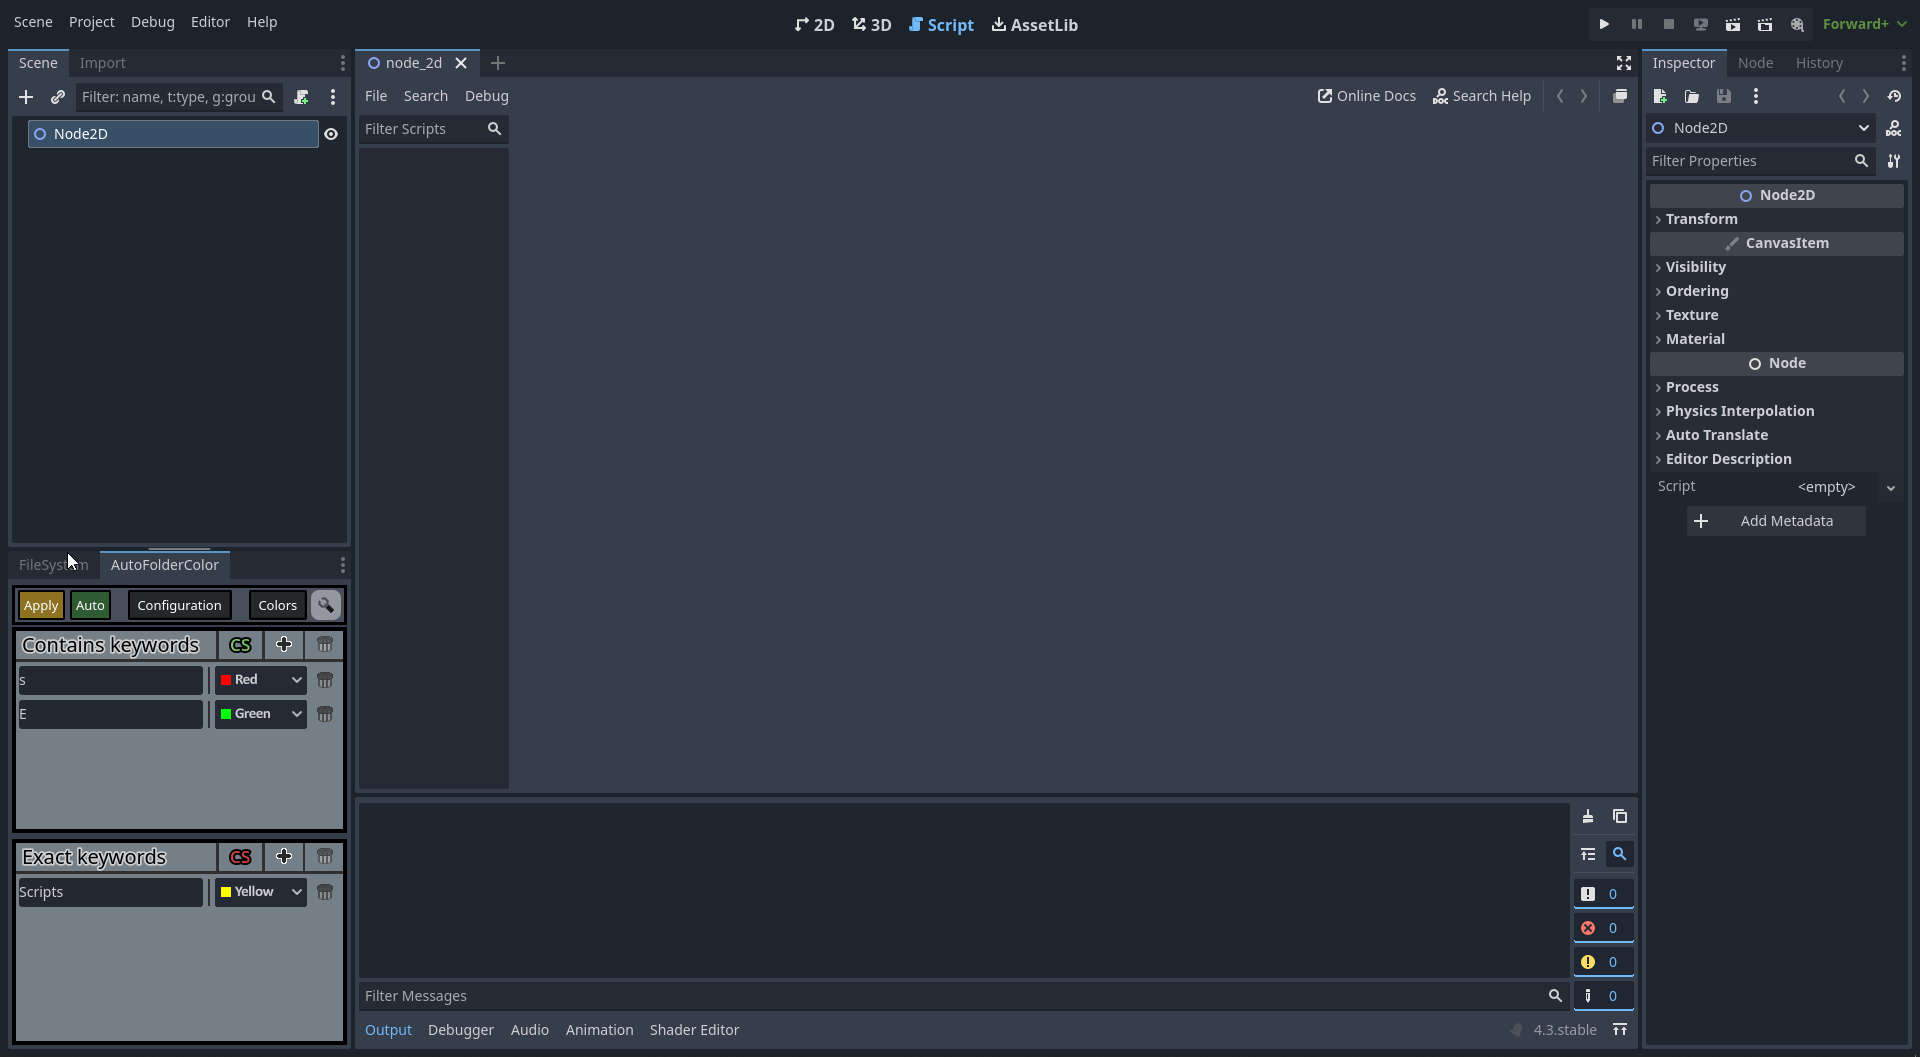 Scene Project Debug Editor Help
2D 3D Script AssetLib
Forward+
Scene Import
Filter: name, t:type, g:grou
Node2D
FileSystem AutoFolderColor
Apply Auto Configuration Colors
Contains keywords CS
s Red
E Green
Exact keywords CS
Scripts Yellow
node_2d
File Search Debug
Online Docs Search Help
Filter Scripts
0
0
0
Filter Messages
0
Output Debugger Audio Animation Shader Editor
4.3.stable
Inspector Node History
DOC
Node2D
Filter Properties
Node2D
Transform
CanvasItem
Visibility
Ordering
Texture
Material
Node
Process
Physics Interpolation
Auto Translate
Editor Description
Script <empty>
Add Metadata